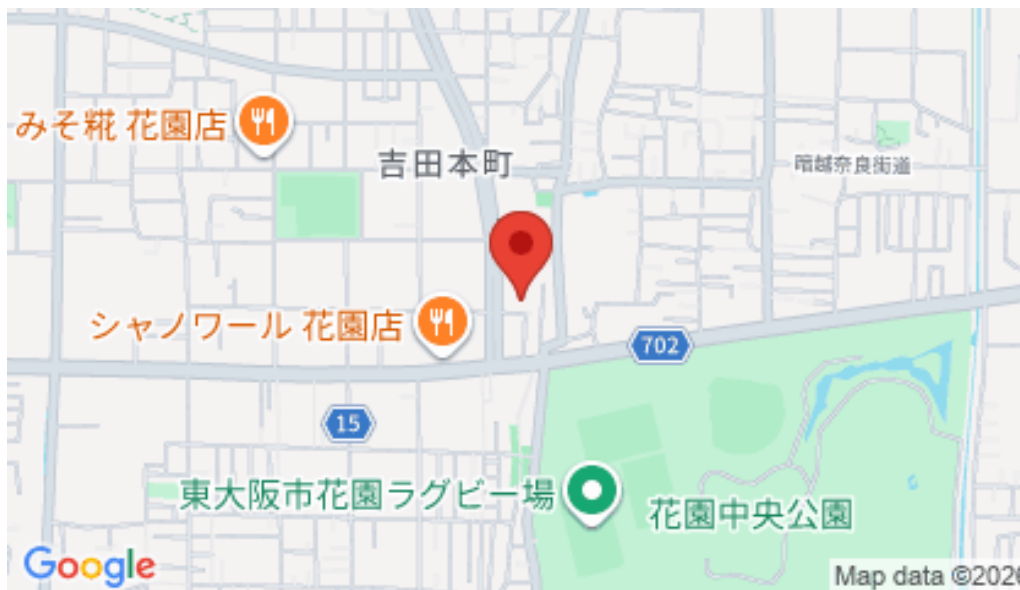 みそ糀 花園店
吉田本町
暗越奈良街道
シャノワール 花園店
702
15
東大阪市花園ラグビー場
花園中央公園
Google
Map data ©2026